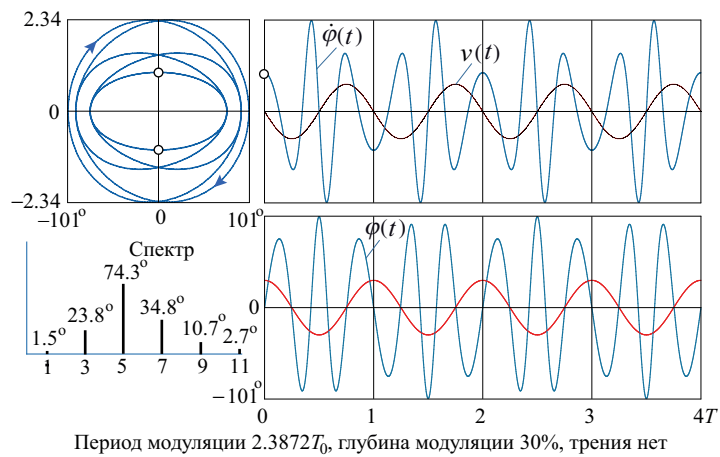 2.34
0
−2.34
−101°
0
101°
φ̇(t)
v(t)
Спектр
1.5°
23.8°
74.3°
34.8°
10.7°
2.7°
1 3 5 7 9 11
φ(t)
101°
0
−101°
0 1 2 3 4T
Период модуляции 2.3872T₀, глубина модуляции 30%, трения нет